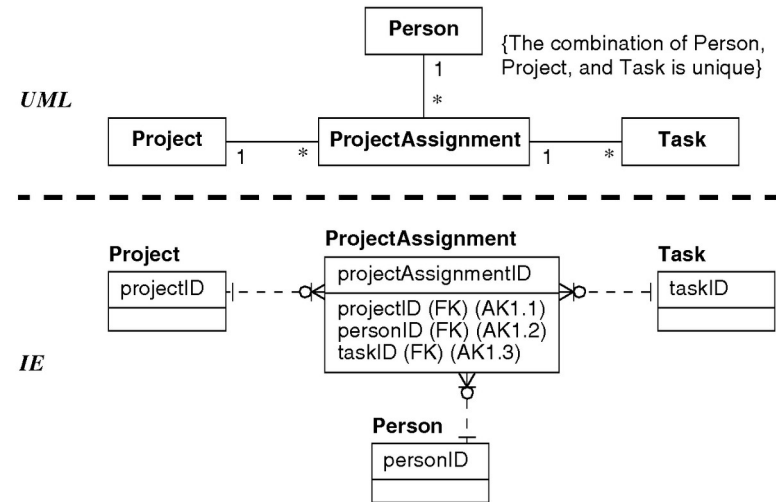 Person
{The combination of Person,
Project, and Task is unique}
1
UML
*
Project
ProjectAssignment
Task
1
*
1
*
ProjectAssignment
Project
Task
projectAssignmentID
projectID
taskID
projectID (FK) (AK1.1)
personID (FK) (AK1.2)
taskID (FK) (AK1.3)
IE
Person
personID